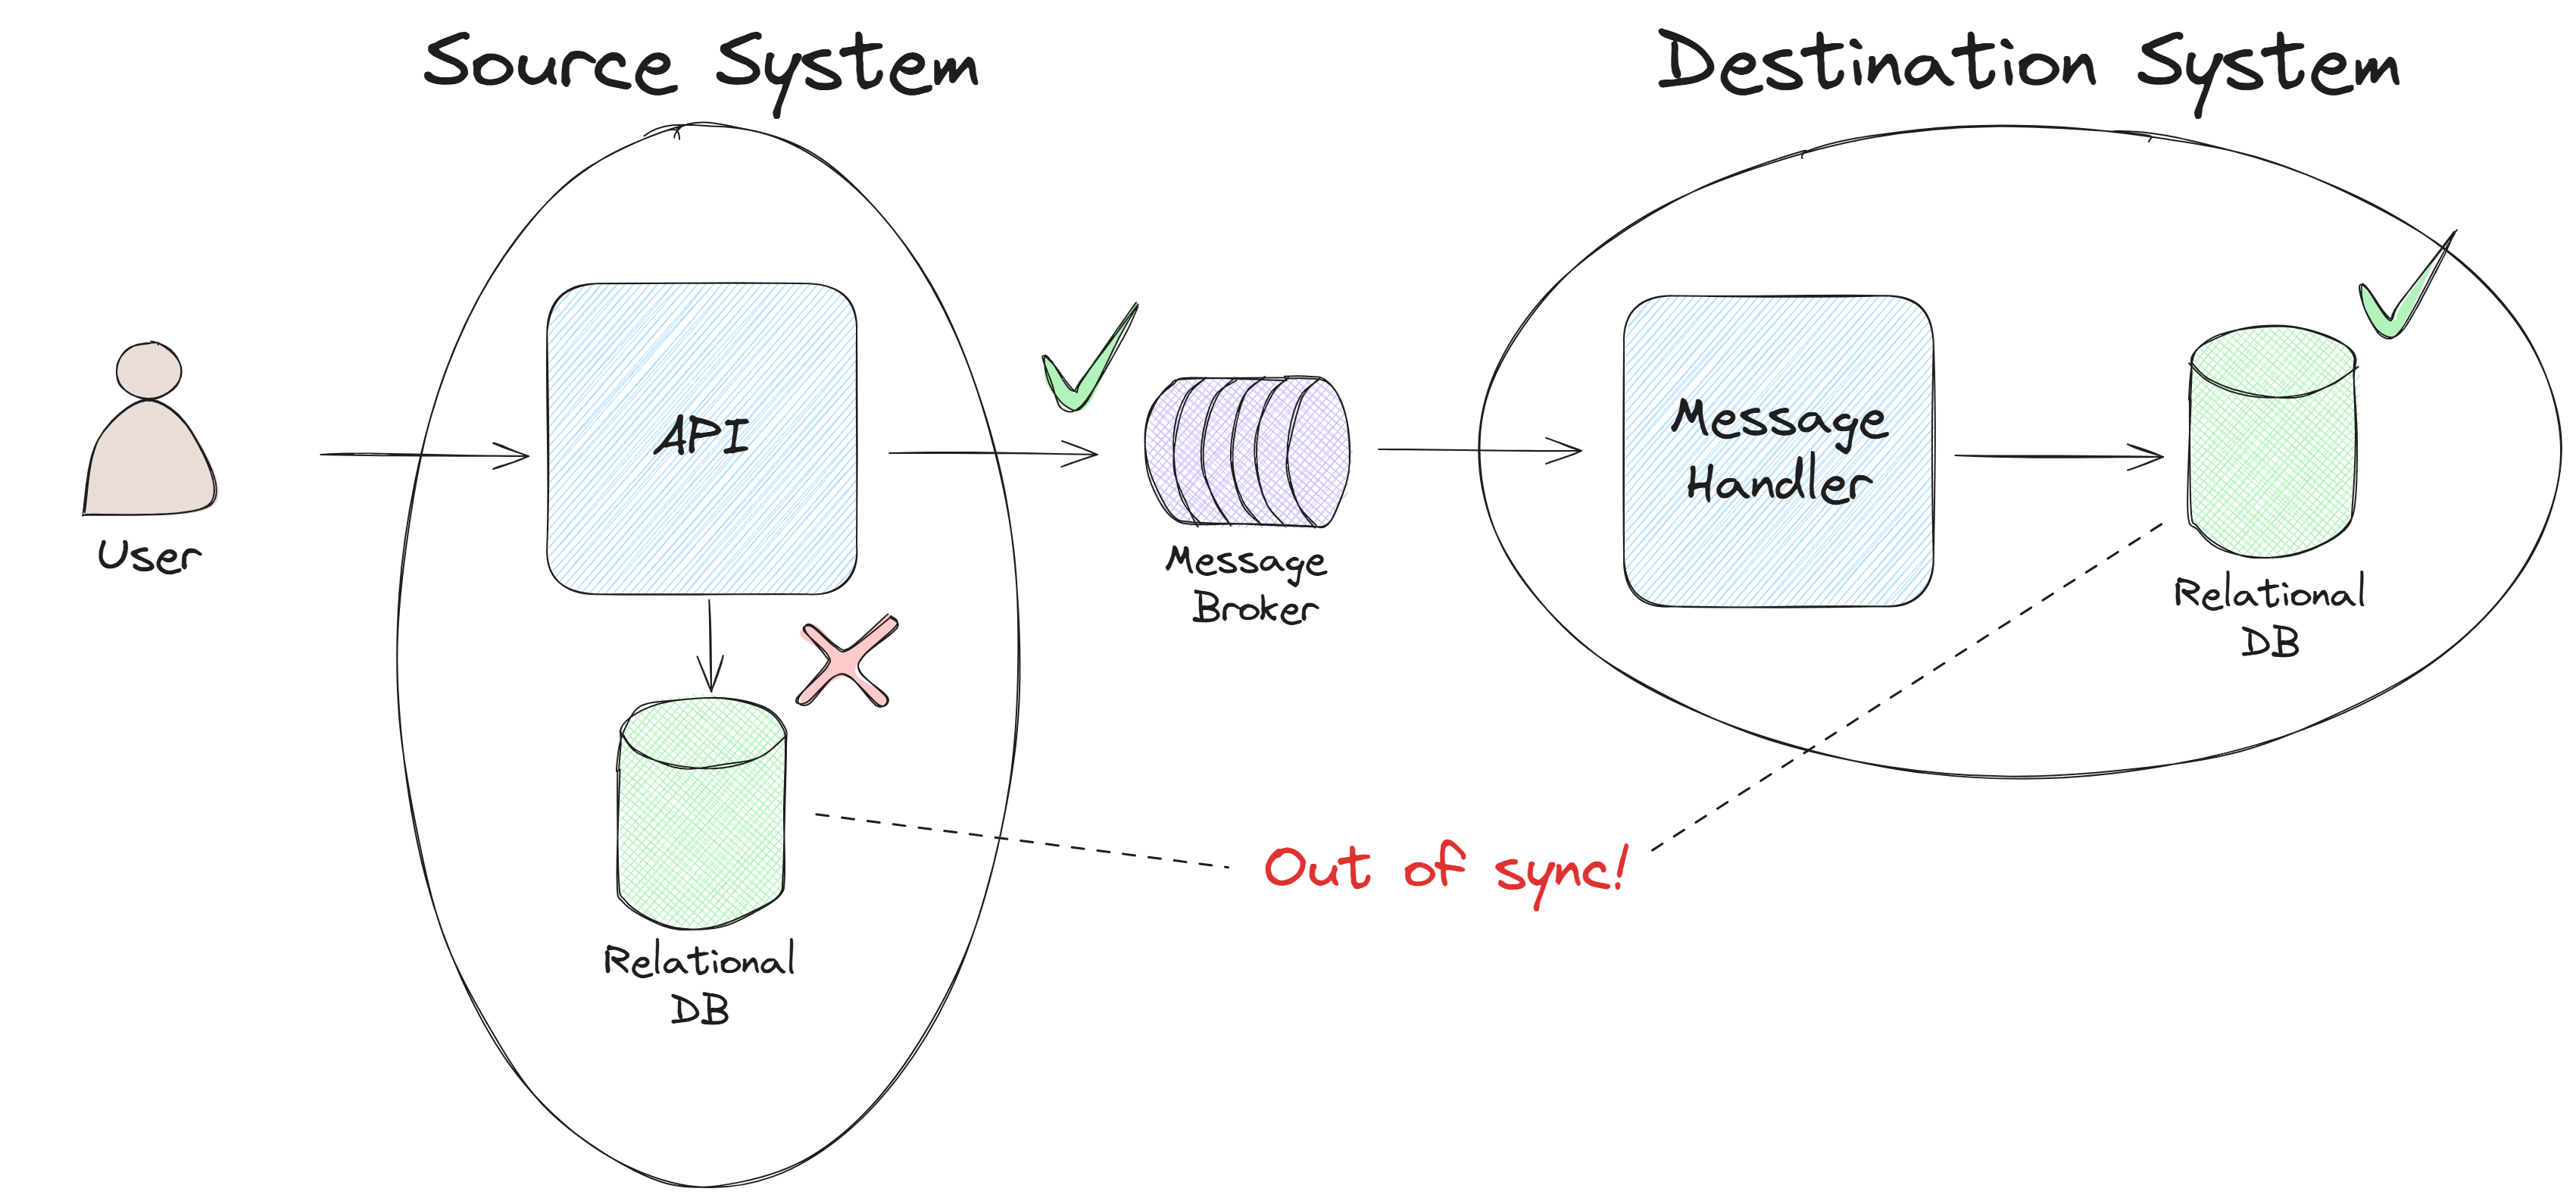 Source System
Destination System
API
Message
Handler
User
Message
Broker
Relational
DB
Out of sync!
Relational
DB